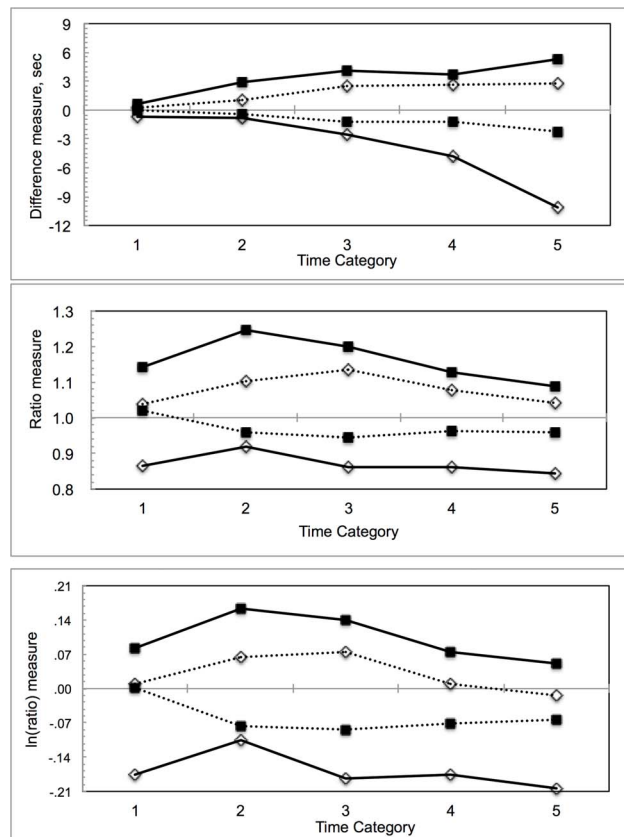 9
6
3
0
-3
-6
-9
-12
Difference measure, sec
1 2 3 4 5
Time Category
1.3
1.2
1.1
1.0
0.9
0.8
Ratio measure
1 2 3 4 5
Time Category
.21
.14
.07
.00
-.07
-.14
-.21
ln(ratio) measure
1 2 3 4 5
Time Category